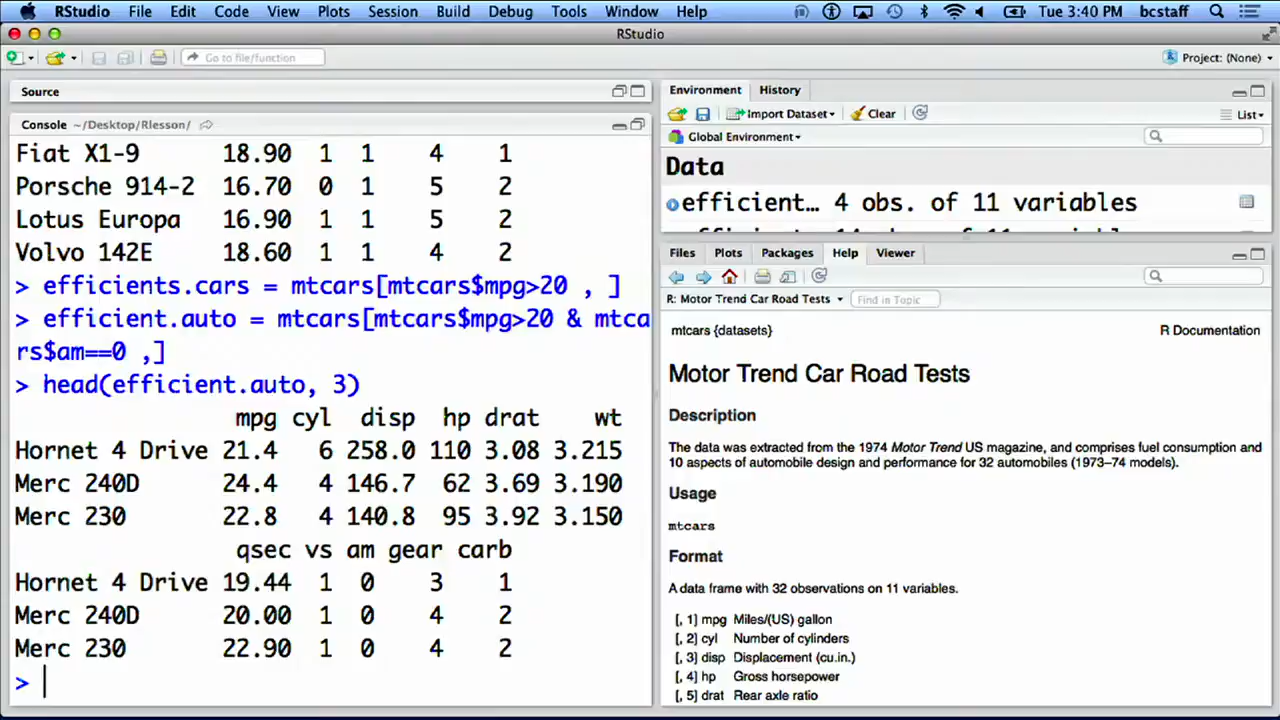 RStudio File Edit Code View Plots Session Build Debug Tools Window Help Tue 3:40 PM bcstaff
RStudio
Go to file/function Project: (None)
Source
Console ~/Desktop/Rlesson/
Fiat X1-9 18.90 1 1 4 1
Porsche 914-2 16.70 0 1 5 2
Lotus Europa 16.90 1 1 5 2
Volvo 142E 18.60 1 1 4 2
> efficients.cars = mtcars[mtcars$mpg>20 , ]
> efficient.auto = mtcars[mtcars$mpg>20 & mtca
rs$am==0 ,]
> head(efficient.auto, 3)
mpg cyl disp hp drat wt
Hornet 4 Drive 21.4 6 258.0 110 3.08 3.215
Merc 240D 24.4 4 146.7 62 3.69 3.190
Merc 230 22.8 4 140.8 95 3.92 3.150
qsec vs am gear carb
Hornet 4 Drive 19.44 1 0 3 1
Merc 240D 20.00 1 0 4 2
Merc 230 22.90 1 0 4 2
>
Environment History
Import Dataset Clear List
Global Environment
Data
efficient… 4 obs. of 11 variables
Files Plots Packages Help Viewer
R: Motor Trend Car Road Tests Find in Topic
mtcars {datasets} R Documentation
Motor Trend Car Road Tests
Description
The data was extracted from the 1974 Motor Trend US magazine, and comprises fuel consumption and
10 aspects of automobile design and performance for 32 automobiles (1973–74 models).
Usage
mtcars
Format
A data frame with 32 observations on 11 variables.
[, 1] mpg Miles/(US) gallon
[, 2] cyl Number of cylinders
[, 3] disp Displacement (cu.in.)
[, 4] hp Gross horsepower
[, 5] drat Rear axle ratio